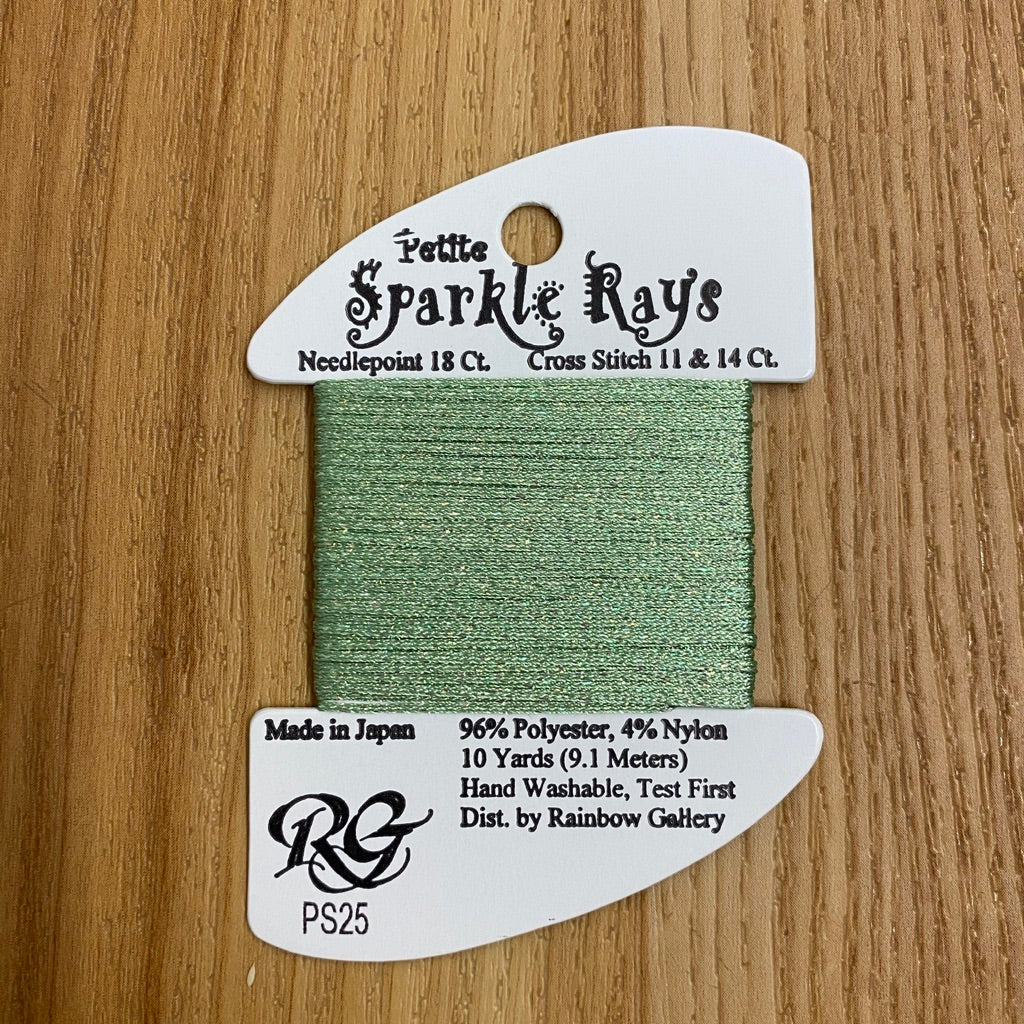 Petite
Sparkle Rays
Needlepoint 18 Ct. Cross Stitch 11 & 14 Ct.
Made in Japan
96% Polyester, 4% Nylon
10 Yards (9.1 Meters)
Hand Washable, Test First
Dist. by Rainbow Gallery
RG
PS25